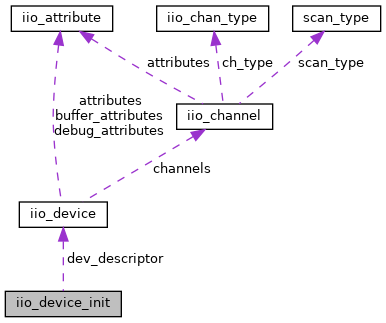 iio_attribute
iio_chan_type
scan_type
attributes
ch_type
scan_type
attributes
buffer_attributes
debug_attributes
iio_channel
channels
iio_device
dev_descriptor
iio_device_init